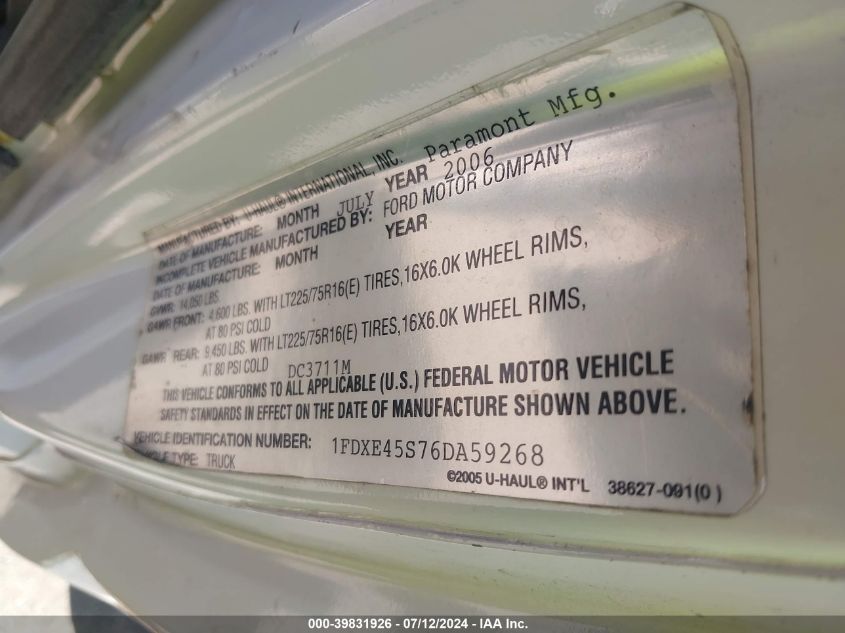 MANUFACTURED BY: U-HAUL® INTERNATIONAL, INC. Paramont Mfg.
DATE OF MANUFACTURE: MONTH JULY YEAR 2006
INCOMPLETE VEHICLE MANUFACTURED BY: FORD MOTOR COMPANY
DATE OF MANUFACTURE: MONTH YEAR
GVWR: 14,050 LBS.
GAWR FRONT: 4,600 LBS. WITH LT225/75R16(E) TIRES,16X6.0K WHEEL RIMS,
AT 80 PSI COLD
GAWR REAR: 9,450 LBS. WITH LT225/75R16(E) TIRES,16X6.0K WHEEL RIMS,
AT 80 PSI COLD DC3711M
THIS VEHICLE CONFORMS TO ALL APPLICABLE (U.S.) FEDERAL MOTOR VEHICLE
SAFETY STANDARDS IN EFFECT ON THE DATE OF MANUFACTURE SHOWN ABOVE.
VEHICLE IDENTIFICATION NUMBER: 1FDXE45S76DA59268
VEHICLE TYPE: TRUCK
©2005 U-HAUL® INT'L 38627-091(0)
000-39831926 - 07/12/2024 - IAA Inc.